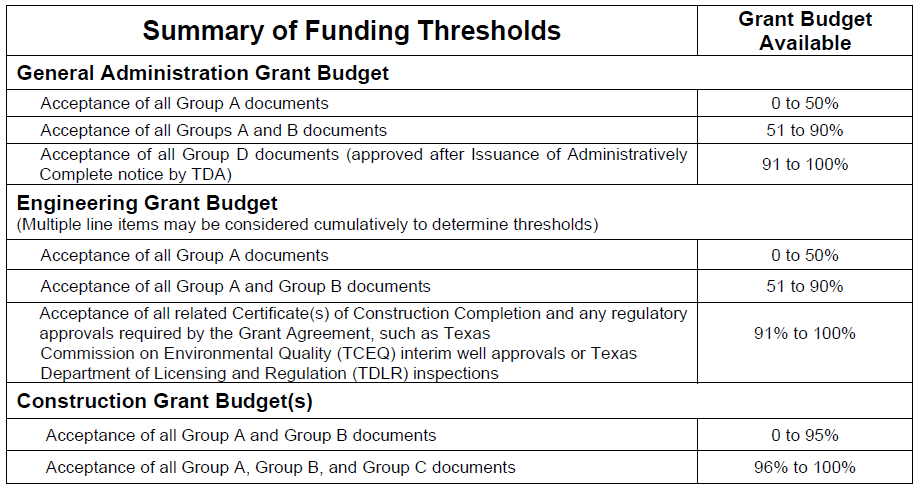 Summary of Funding Thresholds
Grant Budget
Available
General Administration Grant Budget
Acceptance of all Group A documents
0 to 50%
Acceptance of all Groups A and B documents
51 to 90%
Acceptance of all Group D documents (approved after Issuance of Administratively
Complete notice by TDA)
91 to 100%
Engineering Grant Budget
(Multiple line items may be considered cumulatively to determine thresholds)
Acceptance of all Group A documents
0 to 50%
Acceptance of all Group A and Group B documents
51 to 90%
Acceptance of all related Certificate(s) of Construction Completion and any regulatory
approvals required by the Grant Agreement, such as Texas
Commission on Environmental Quality (TCEQ) interim well approvals or Texas
Department of Licensing and Regulation (TDLR) inspections
91% to 100%
Construction Grant Budget(s)
Acceptance of all Group A and Group B documents
0 to 95%
Acceptance of all Group A, Group B, and Group C documents
96% to 100%